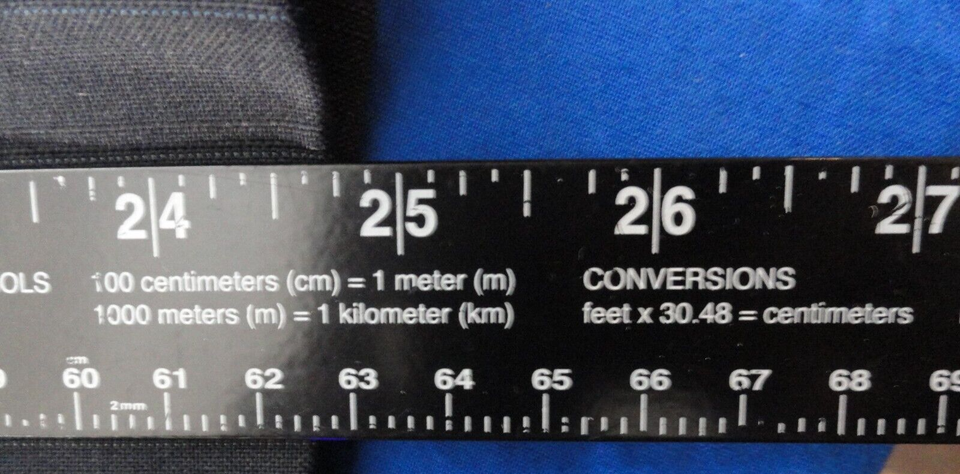 24 25 26 27
OLS 100 centimeters (cm) = 1 meter (m) CONVERSIONS
1000 meters (m) = 1 kilometer (km) feet x 30.48 = centimeters
cm
60 61 62 63 64 65 66 67 68 69
2mm